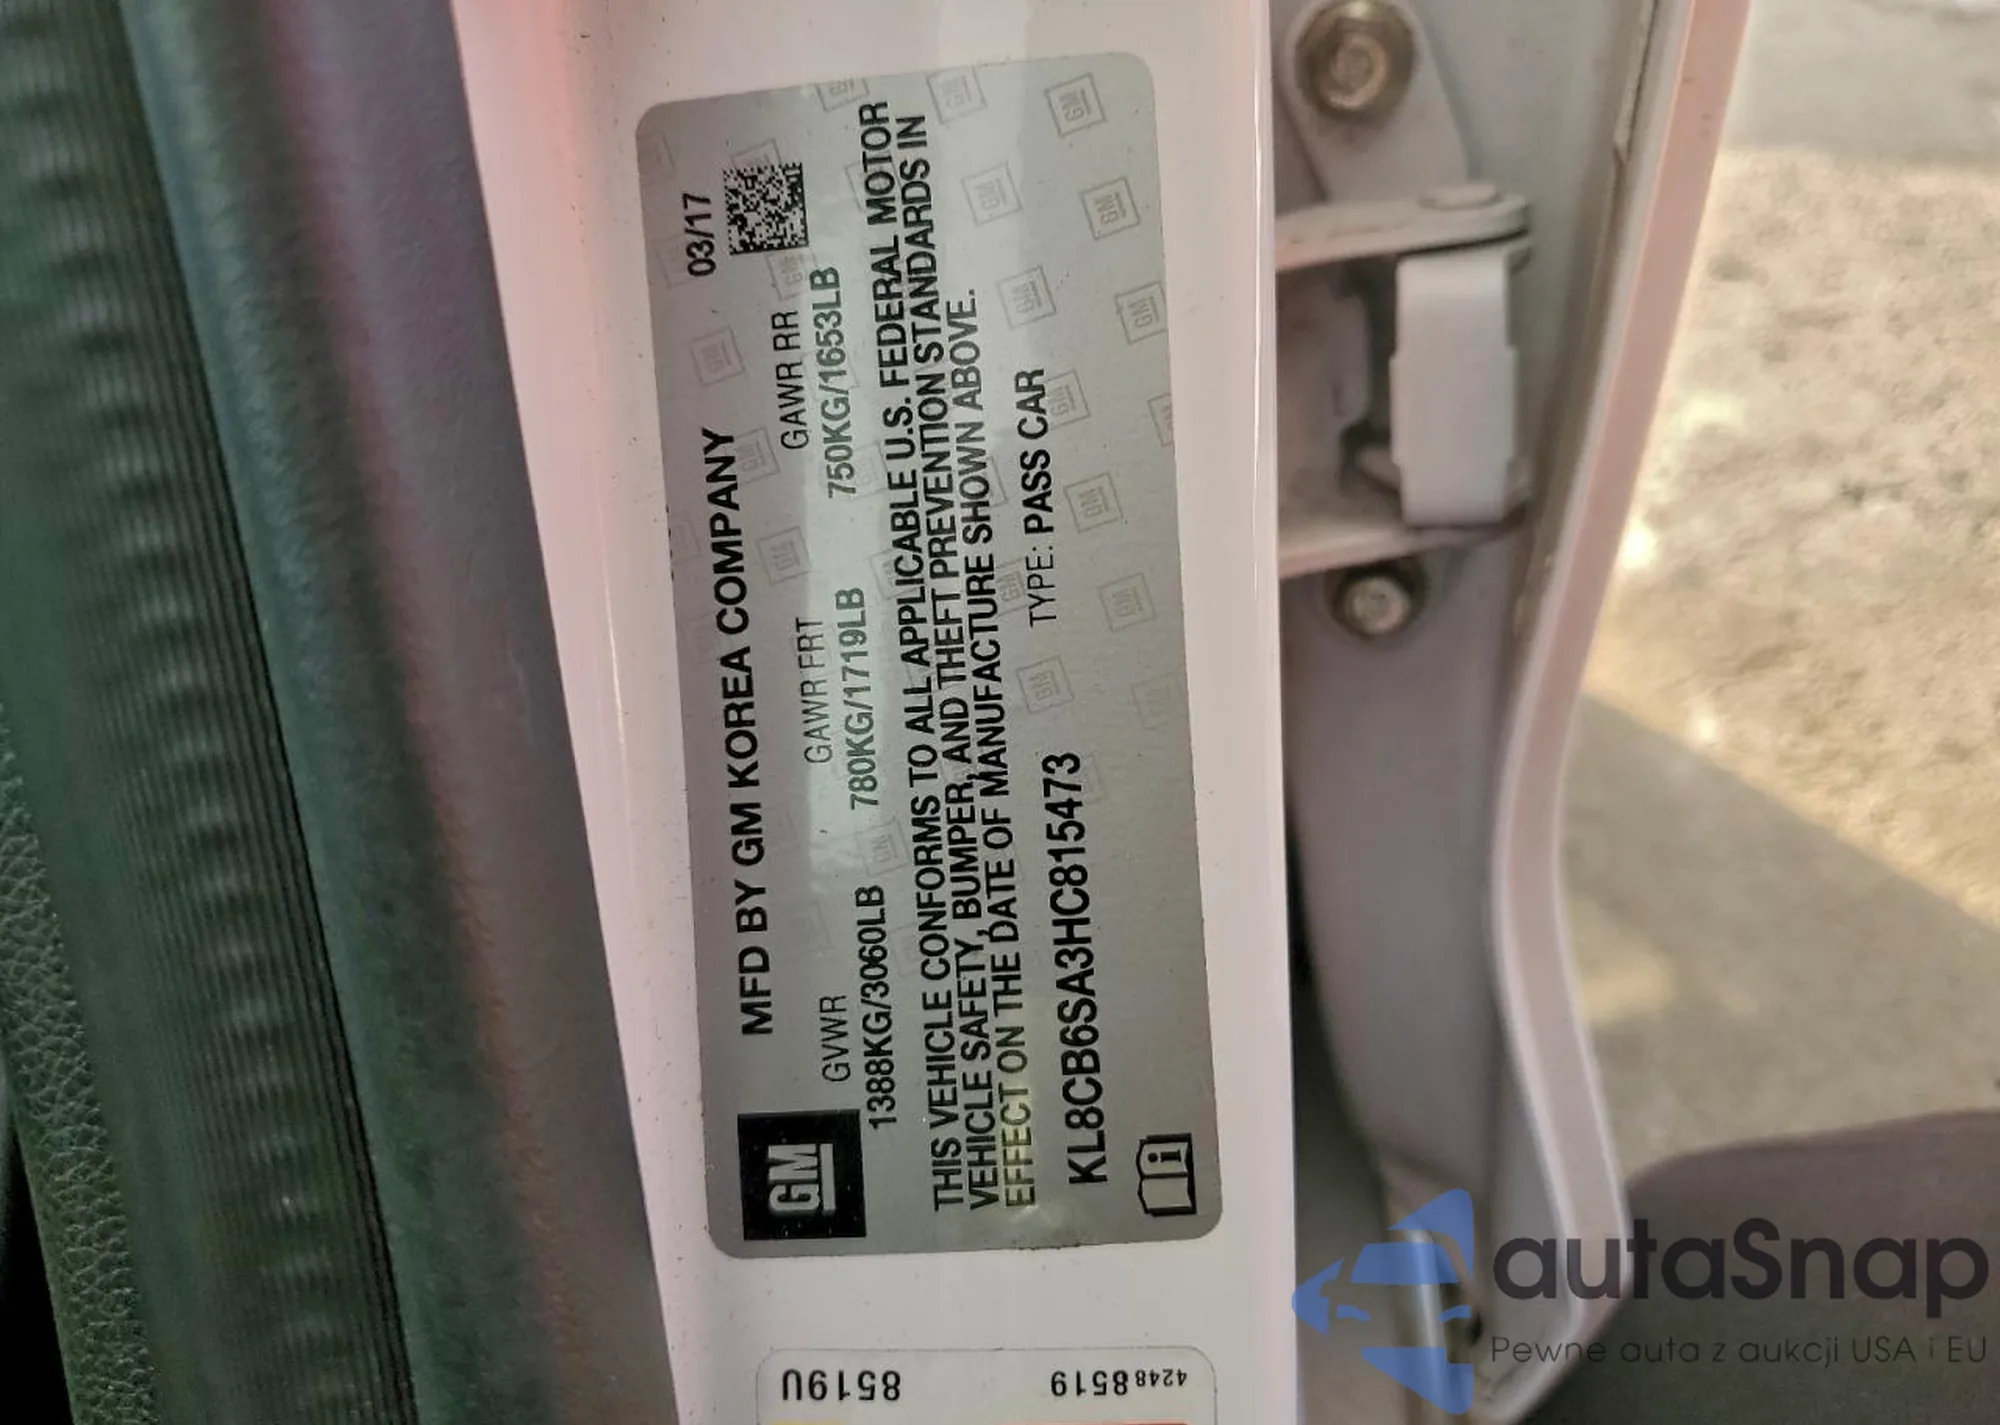 MFD BY GM KOREA COMPANY 03/17
GM
GVWR GAWR FRT GAWR RR
1388KG/3060LB 780KG/1719LB 750KG/1653LB
THIS VEHICLE CONFORMS TO ALL APPLICABLE U.S. FEDERAL MOTOR
VEHICLE SAFETY, BUMPER, AND THEFT PREVENTION STANDARDS IN
EFFECT ON THE DATE OF MANUFACTURE SHOWN ABOVE.
KL8CB6SA3HC815473 TYPE: PASS CAR
i
8519U
42488519
autaSnap
Pewne auta z aukcji USA i EU